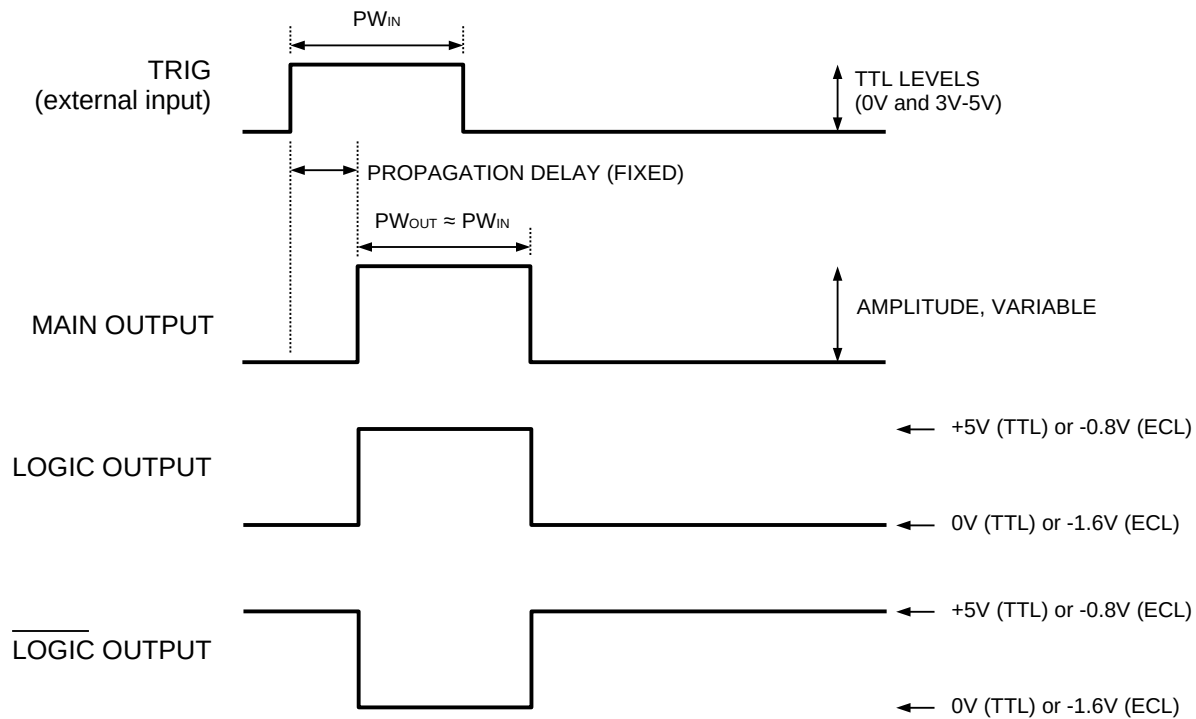 PWIN
TRIG
(external input)
TTL LEVELS
(0V and 3V-5V)
PROPAGATION DELAY (FIXED)
PWOUT ≈ PWIN
MAIN OUTPUT
AMPLITUDE, VARIABLE
+5V (TTL) or -0.8V (ECL)
LOGIC OUTPUT
0V (TTL) or -1.6V (ECL)
+5V (TTL) or -0.8V (ECL)
LOGIC OUTPUT
0V (TTL) or -1.6V (ECL)